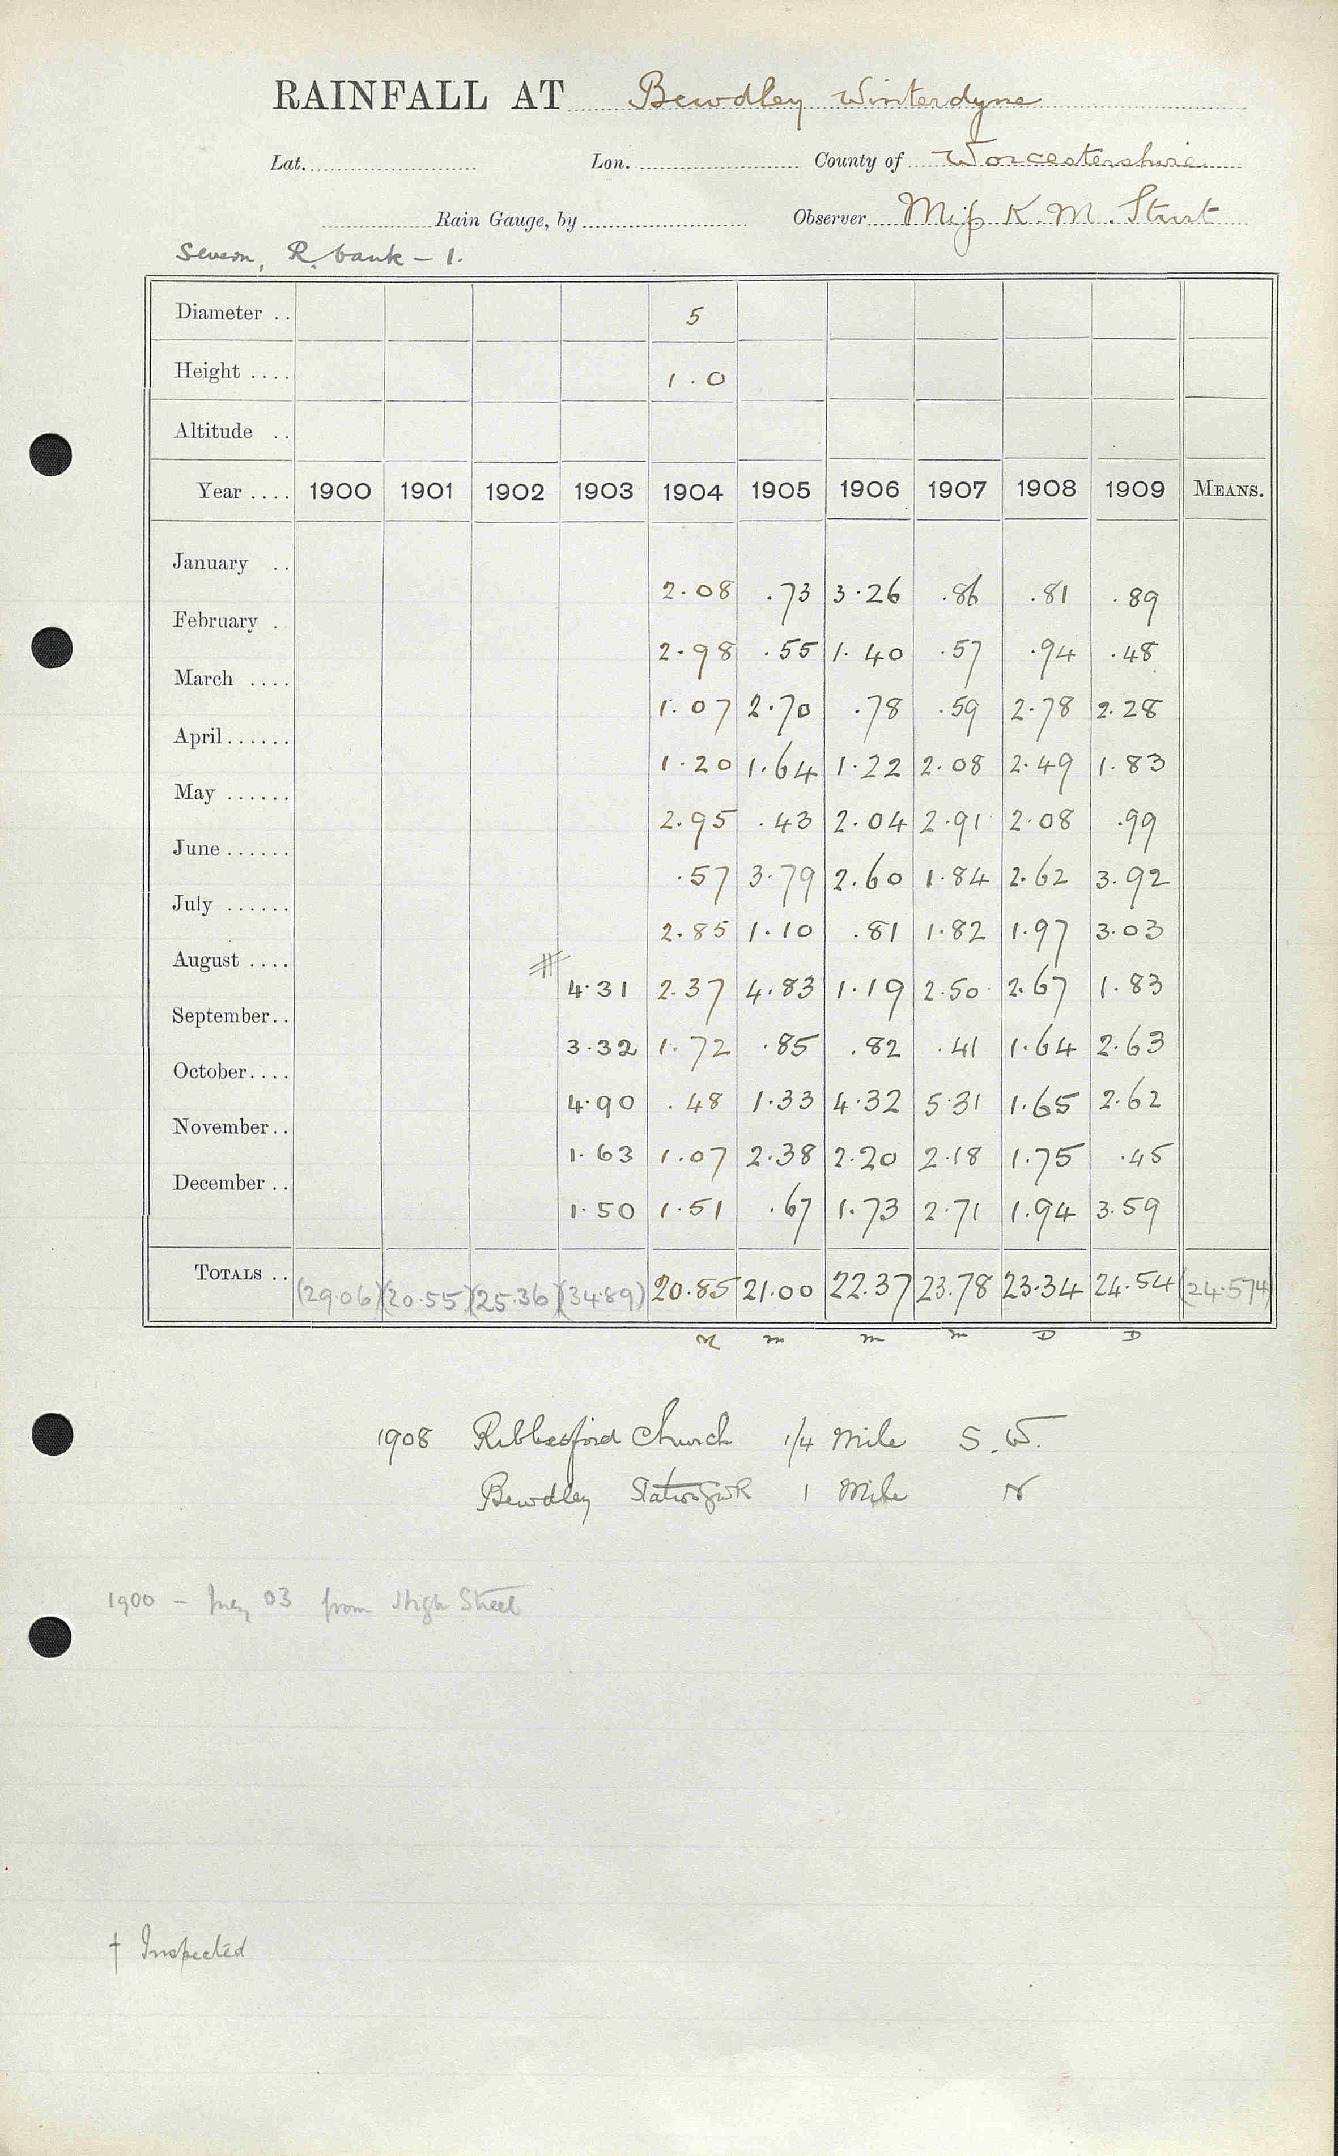 RAINFALL AT Bewdley Winterdyne
Lat. Lon. County of Worcestershire
Rain Gauge, by Observer Miss K. M. Strut
Severn, R. bank – 1.
Diameter .. 5
Height .... 1.0
Altitude ..
Year .... 1900 1901 1902 1903 1904 1905 1906 1907 1908 1909 MEANS.
January .. 2.08 .73 3.26 .86 .81 .89
February . 2.98 .55 1.40 .57 .94 .48
March .... 1.07 2.70 .78 .59 2.78 2.28
April ...... 1.20 1.64 1.22 2.08 2.49 1.83
May ...... 2.95 .43 2.04 2.91 2.08 .99
June ...... .57 3.79 2.60 1.84 2.62 3.92
July ...... 2.85 1.10 .81 1.82 1.97 3.03
August .... 4.31 2.37 4.83 1.19 2.50 2.67 1.83
September .. 3.32 1.72 .85 .82 .41 1.64 2.63
October .... 4.90 .48 1.33 4.32 5.31 1.65 2.62
November .. 1.63 1.07 2.38 2.20 2.18 1.75 .45
December .. 1.50 1.51 .67 1.73 2.71 1.94 3.59
TOTALS .. (29.06) (20.55) (25.36) (34.89) 20.85 21.00 22.37 23.78 23.34 24.54 (24.574)
m m m D D
1908 Ribbesford Church 1/4 Mile S.W.
Bewdley Station GWR 1 Mile N
1900 – July 03 from High Street
† Inspected